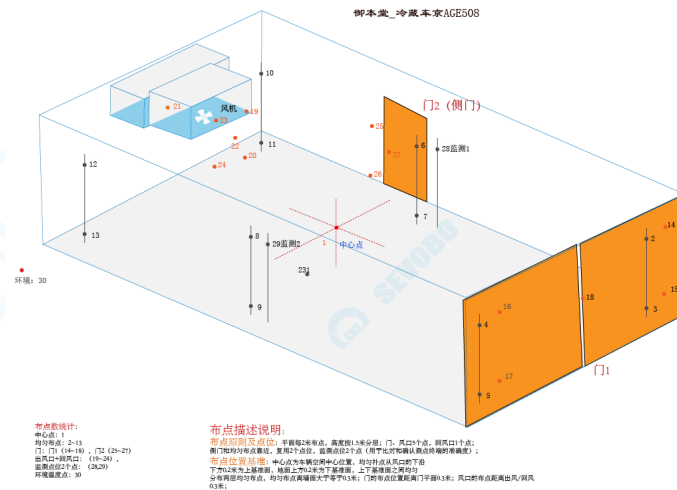 御本堂_冷藏车京AGE508
门2（侧门）
风机
10
21
19
23
25
22
11
27
6
28监测1
20
24
12
26
7
14
13
8
29监测2
1
中心点
2
231
环境：30
SEVOBO
9
18
15
16
3
4
17
门1
5
布点数统计：
中心点：1
均匀布点：2~13
门：门1（14~18），门2（25~27）
出风口+回风口：（19~24），
监测点位2个点：（28,29）
环境温度点：30
布点描述说明：
布点原则及点位：平面每2米布点，高度按1.5米分层；门、风口5个点，回风口1个点；
侧门和均匀布点靠近，复用2个点位，监测点位2个点（用于比对和确认测点终端的准确度）；
布点位置基准：中心点为车辆空间中心位置，均匀补点从风口的下沿
下方0.2米为上基准面，地面上方0.2米为下基准面，上下基准面之间均匀
分布两层均匀布点，均匀布点离墙面大于等于0.3米；门的布点位置距离门平面0.3米；风口的布点距离出风/回风
0.3米；